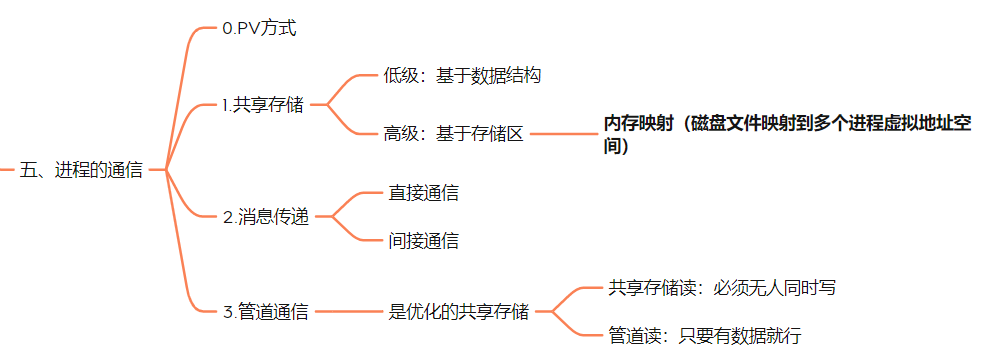 0.PV方式
低级：基于数据结构
1.共享存储
高级：基于存储区
内存映射（磁盘文件映射到多个进程虚拟地址空
间）
五、进程的通信
直接通信
2.消息传递
间接通信
3.管道通信
是优化的共享存储
共享存储读：必须无人同时写
管道读：只要有数据就行